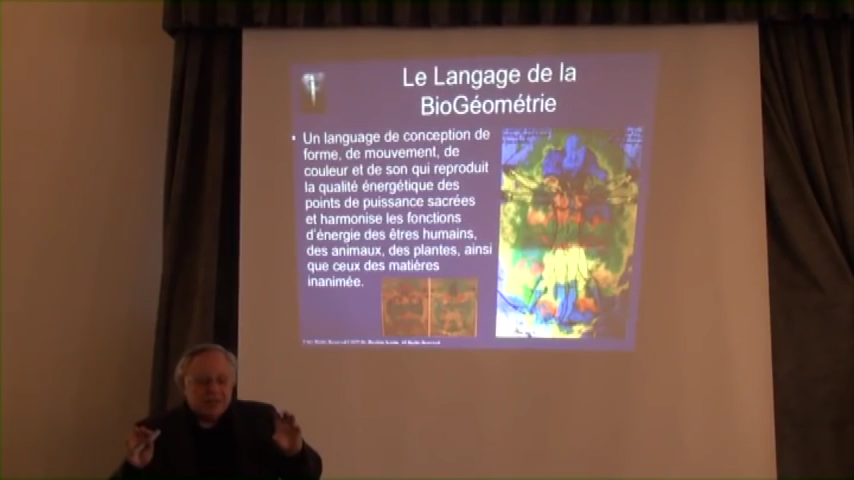 Le Langage de la
BioGéométrie
• Un language de conception de
forme, de mouvement, de
couleur et de son qui reproduit
la qualité énergétique des
points de puissance sacrées
et harmonise les fonctions
d'énergie des êtres humains,
des animaux, des plantes, ainsi
que ceux des matières
inanimée.